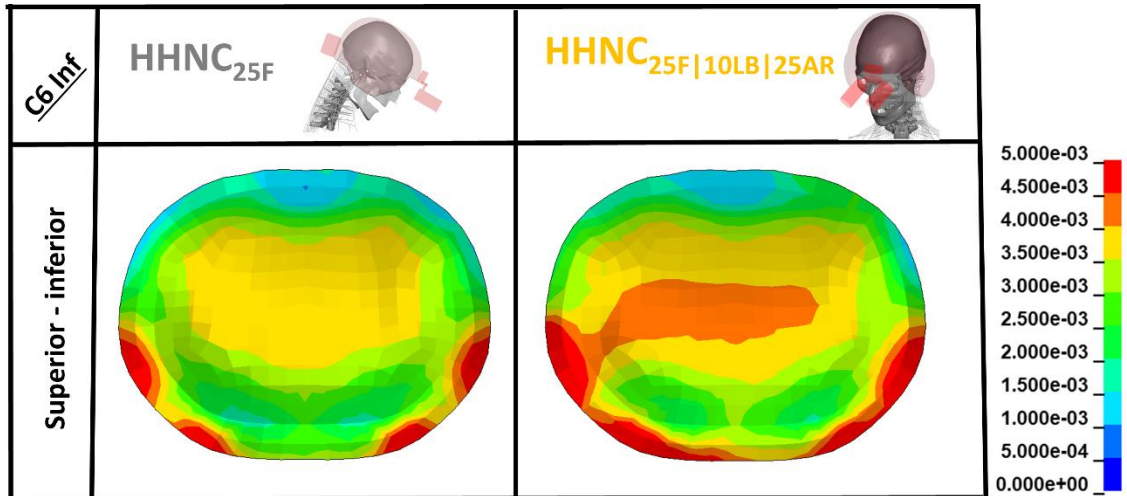 C6 Inf
HHNC25F
HHNC25F|10LB|25AR
Superior - inferior
5.000e-03
4.500e-03
4.000e-03
3.500e-03
3.000e-03
2.500e-03
2.000e-03
1.500e-03
1.000e-03
5.000e-04
0.000e+00